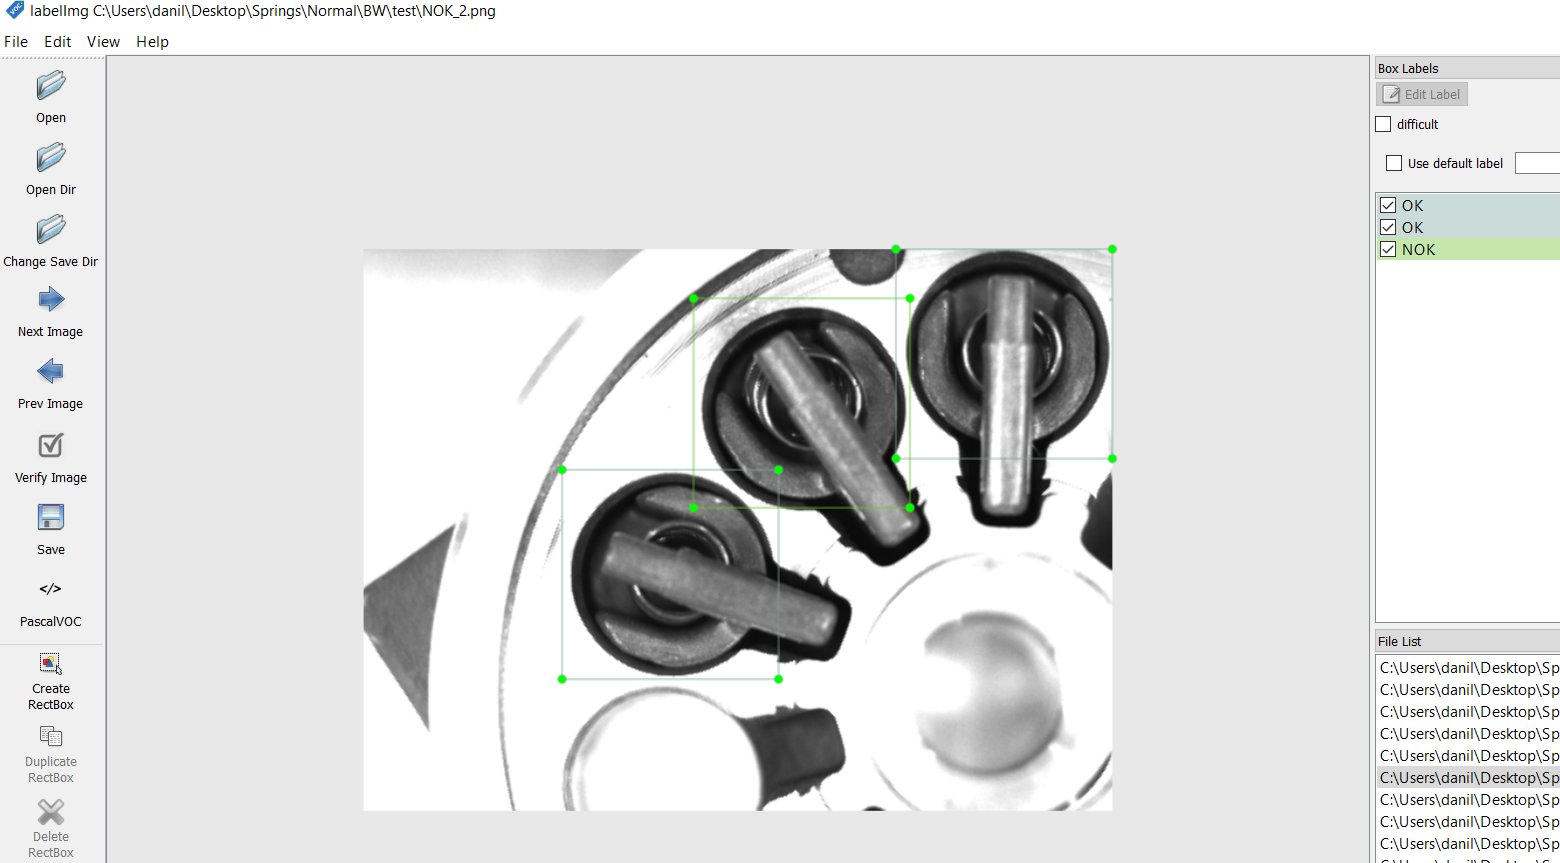 labelImg C:\Users\danil\Desktop\Springs\Normal\BW\test\NOK_2.png
File Edit View Help
Open
Open Dir
Change Save Dir
Next Image
Prev Image
Verify Image
Save
</>
PascalVOC
Create
RectBox
Duplicate
RectBox
Delete
RectBox
Box Labels
Edit Label
difficult
Use default label
OK
OK
NOK
File List
C:\Users\danil\Desktop\Sp
C:\Users\danil\Desktop\Sp
C:\Users\danil\Desktop\Sp
C:\Users\danil\Desktop\Sp
C:\Users\danil\Desktop\Sp
C:\Users\danil\Desktop\Sp
C:\Users\danil\Desktop\Sp
C:\Users\danil\Desktop\Sp
C:\Users\danil\Desktop\Sp